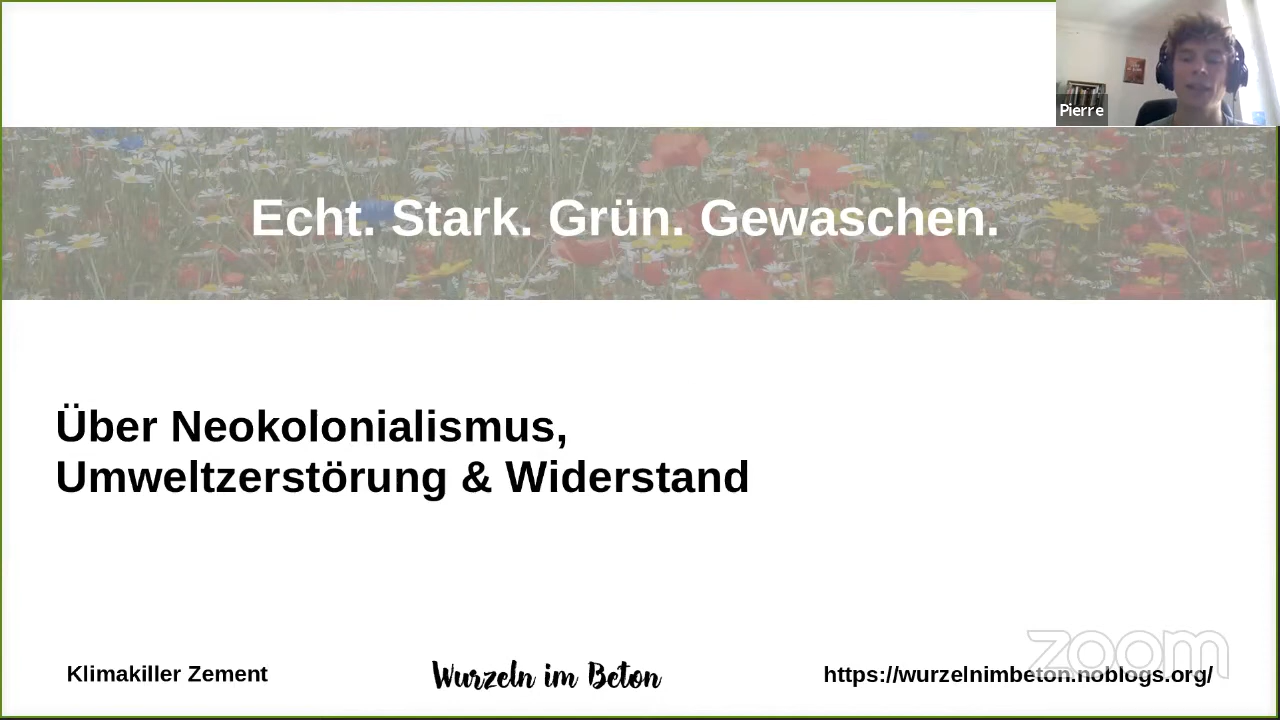 Pierre
Echt. Stark. Grün. Gewaschen.
Über Neokolonialismus,
Umweltzerstörung & Widerstand
zoom
Klimakiller Zement
Wurzeln im Beton
https://wurzelnimbeton.noblogs.org/